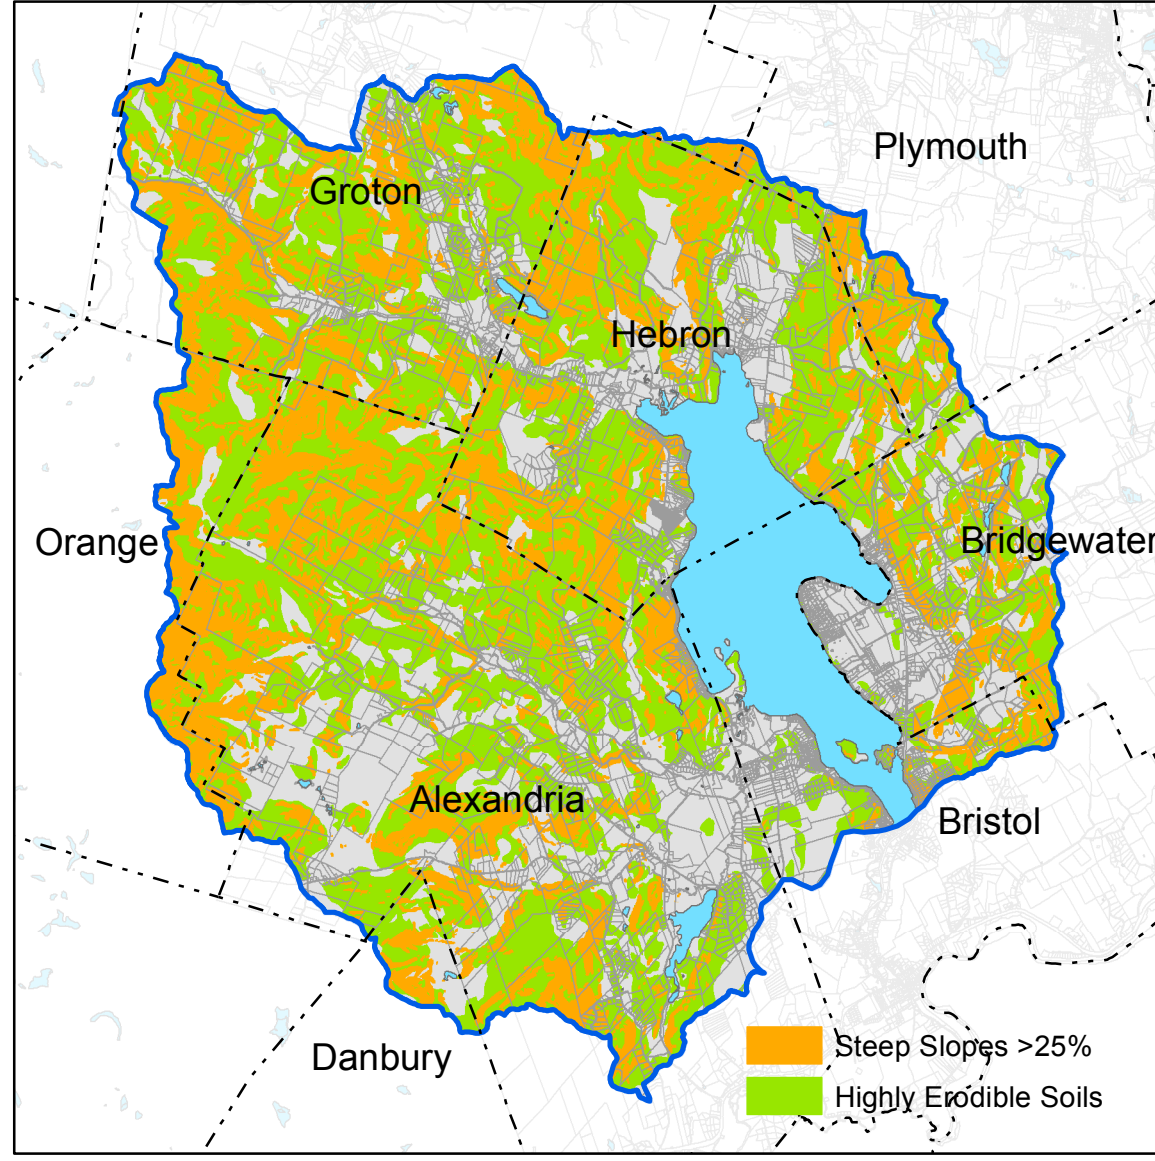 Plymouth
Groton
Hebron
Orange
Bridgewater
Alexandria
Bristol
Danbury
Steep Slopes >25%
Highly Erodible Soils